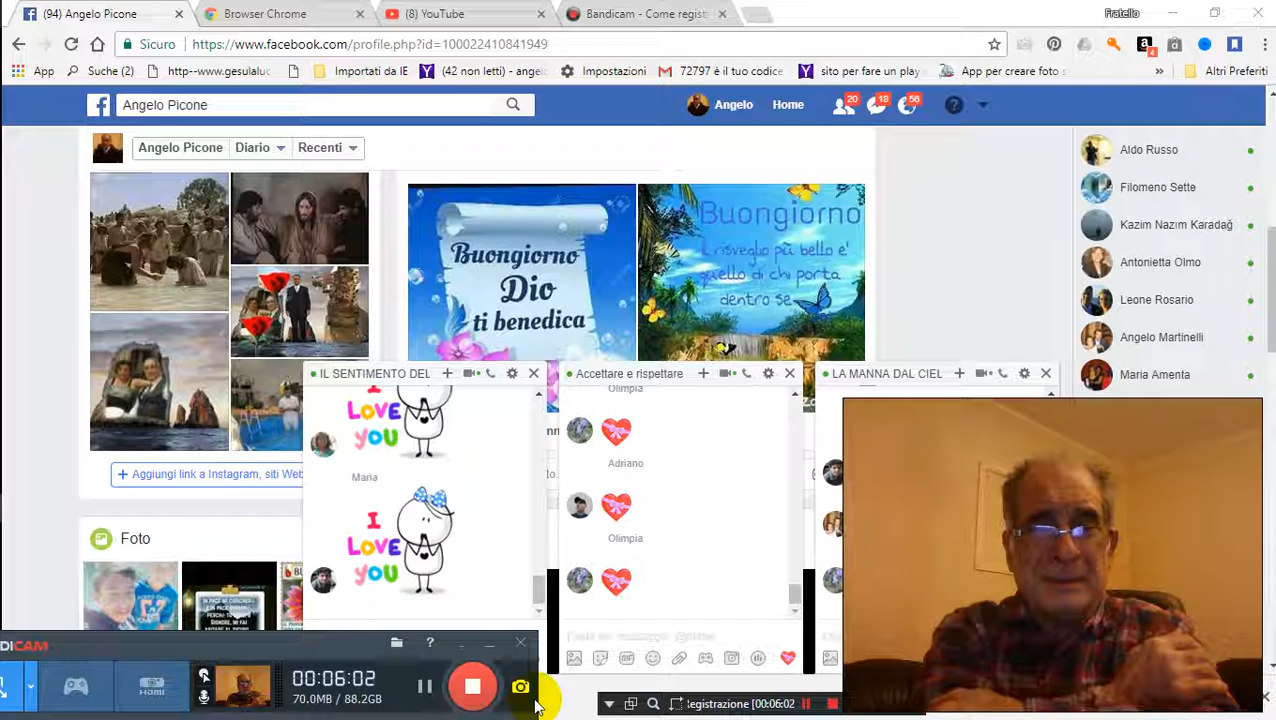 (4) Angelo Picone
Browser Chrome
(8) YouTube
Bandicam - Come regist
Fratello
Sicuro
https://www.facebook.com/profile.php?id=100022410841949
App
Suche (2)
http://www.gesulaluc
Importati da IE
(42 non letti) - angel
Impostazioni
72797 è il tuo codice
sito per fare un play
App per creare foto
Altri Preferiti
Angelo Picone
Angelo
Home
20
18
56
Angelo Picone
Diario
Recenti
Buongiorno
Dio
ti benedica
Buongiorno
il risveglio più bello e'
quello di chi porta
dentro se
Aldo Russo
Filomeno Sette
Kazim Nazım Karadağ
Antonietta Olmo
Leone Rosario
Angelo Martinelli
Maria Amenta
IL SENTIMENTO DEL
I
LOVE
YOU
Maria
I
LOVE
YOU
Accettare e rispettare
Olimpia
Adriano
Olimpia
LA MANNA DAL CIEL
+ Aggiungi link a Instagram, siti Web
Foto
DICAM
HDMI
00:06:02
70.0MB / 88.2GB
tegistrazione [00:06:02